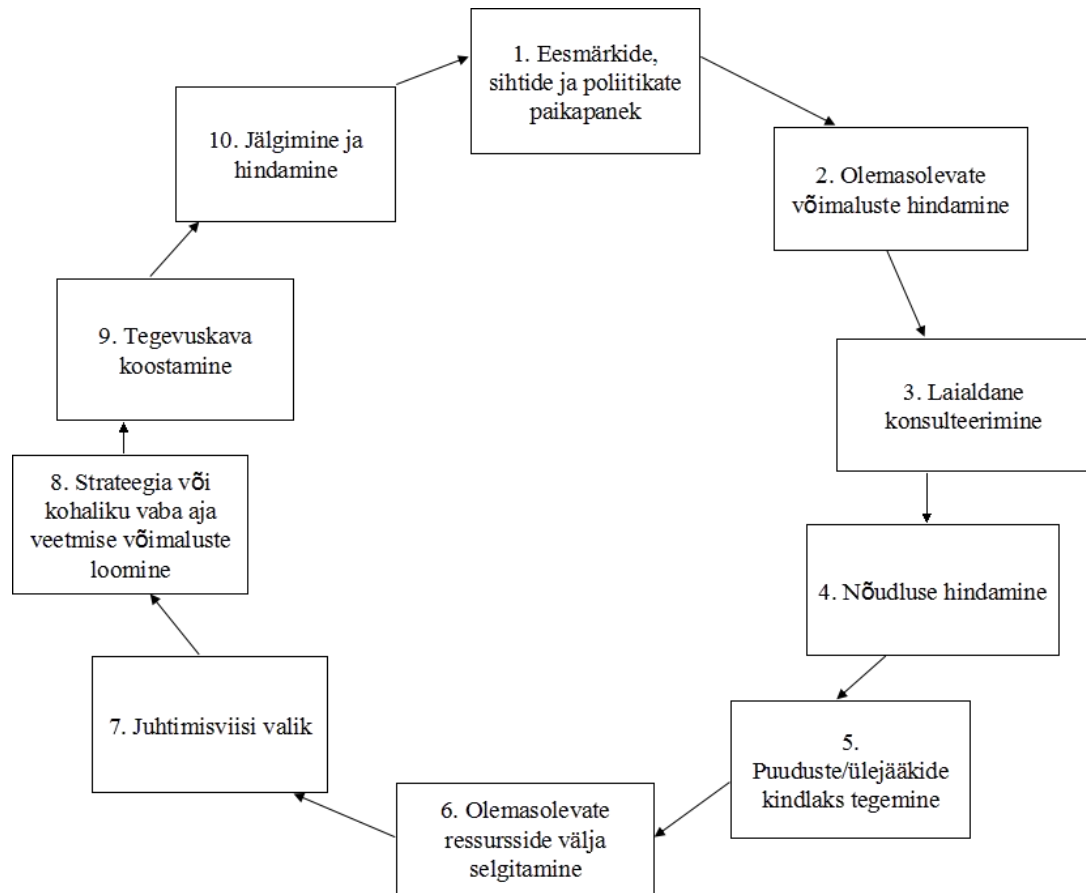 1. Eesmärkide,
sihtide ja poliitikate
paikapanek
2. Olemasolevate
võimaluste hindamine
3. Laialdane
konsulteerimine
4. Nõudluse hindamine
5.
Puuduste/ülejääkide
kindlaks tegemine
6. Olemasolevate
ressursside välja
selgitamine
7. Juhtimisviisi valik
8. Strateegia või
kohaliku vaba aja
veetmise võimaluste
loomine
9. Tegevuskava
koostamine
10. Jälgimine ja
hindamine